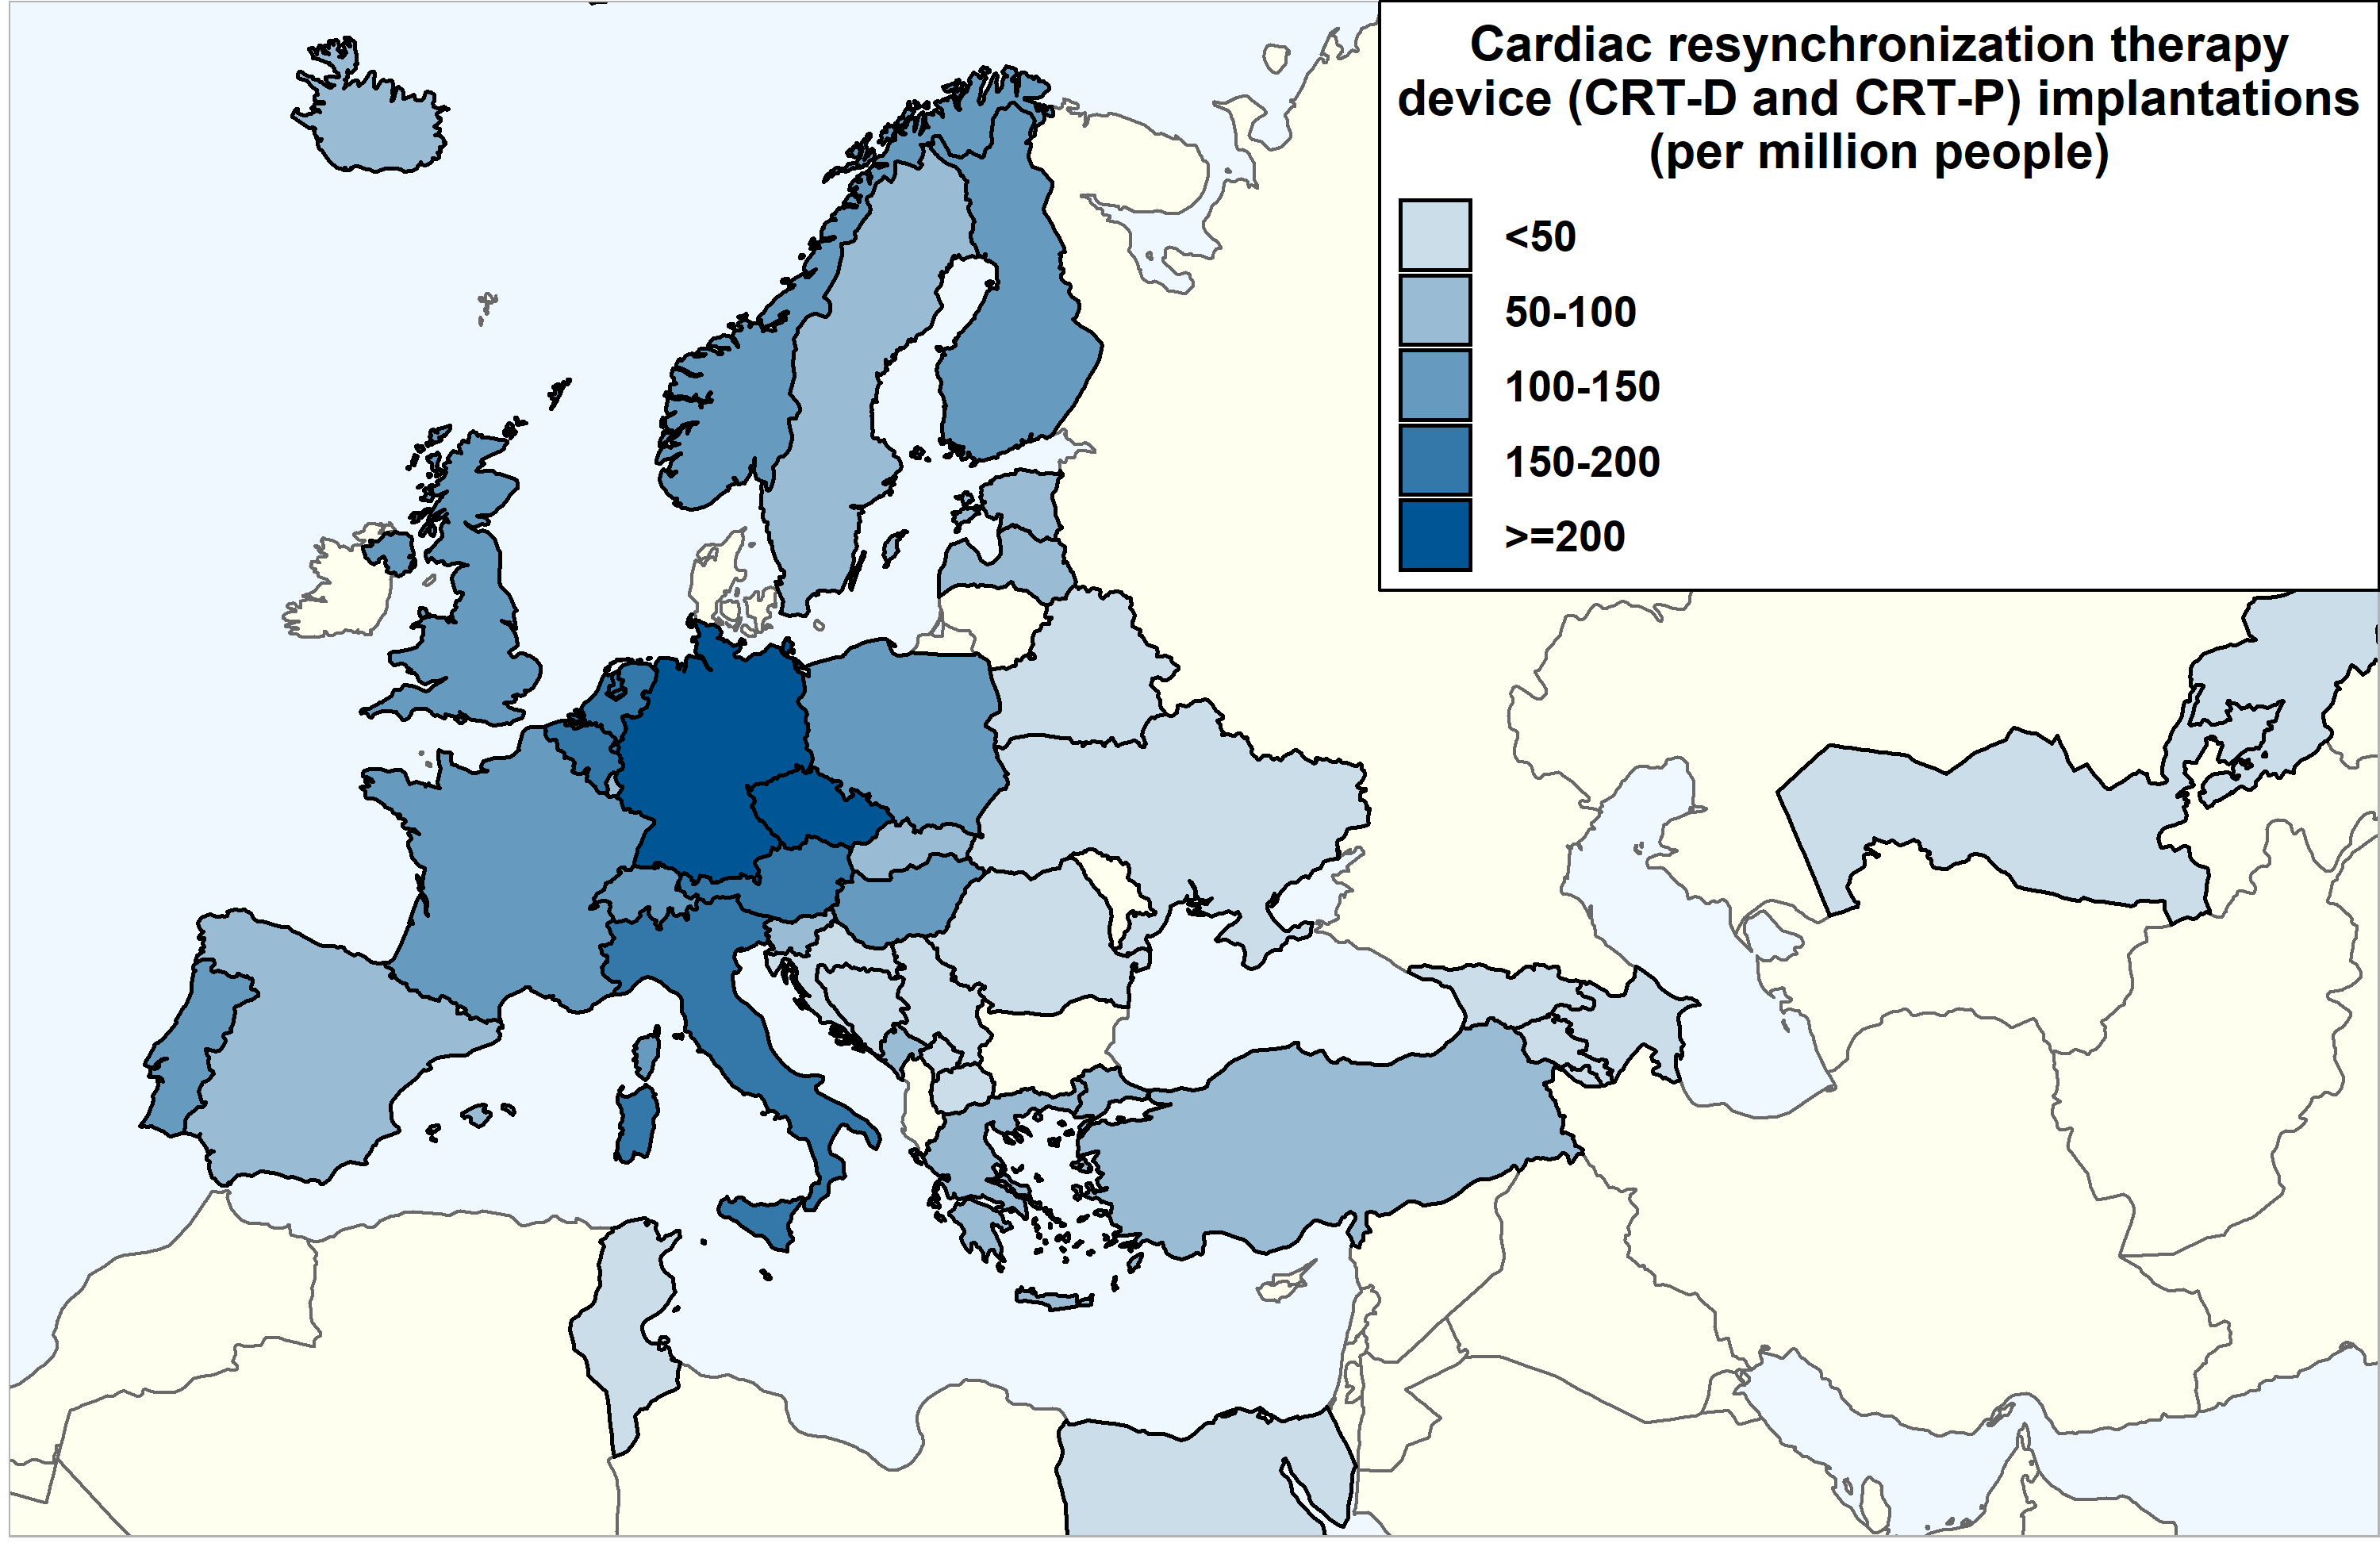 Cardiac resynchronization therapy
device (CRT-D and CRT-P) implantations
(per million people)
<50
50-100
100-150
150-200
>=200